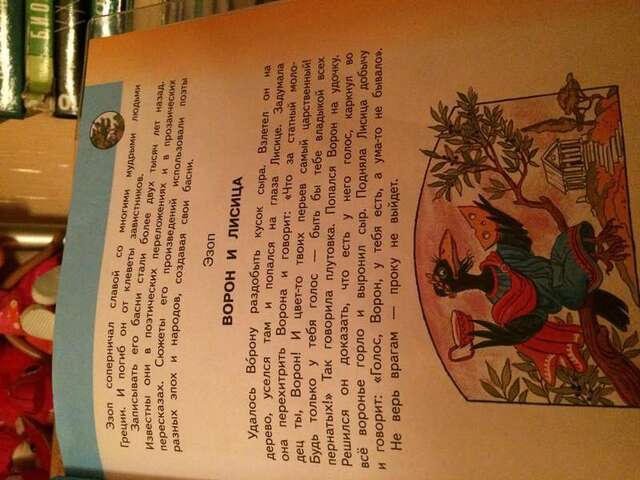 Эзоп соперничал славой со многими мудрыми людьми
Греции. И погиб он от клеветы завистников.
Записывать его басни стали более двух тысяч лет назад.
Известны они в поэтических переложениях и в прозаических
пересказах. Сюжеты его произведений использовали поэты
разных эпох и народов, создавая свои басни.
Эзоп
ВОРОН И ЛИСИЦА
Удалось Во́рону раздобыть кусок сыра. Взлетел он на
дерево, уселся там и попался на глаза Лисице. Задумала
она перехитрить Ворона и говорит: «Что за статный моло-
дец ты, Ворон! И цвет-то твоих перьев самый царственный!
Будь только у тебя голос — быть бы тебе владыкой всех
пернатых!» Так говорила плутовка. Попался Ворон на удочку.
Решился он доказать, что есть у него голос, каркнул во
всё воронье горло и выронил сыр. Подняла Лисица добычу
и говорит: «Голос, Ворон, у тебя есть, а ума-то не бывало».
Не верь врагам — проку не выйдет.
БИО